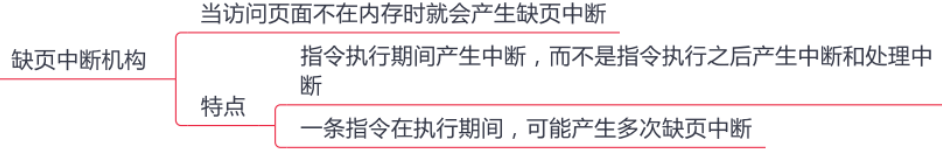 当访问页面不在内存时就会产生缺页中断
缺页中断机构
指令执行期间产生中断，而不是指令执行之后产生中断和处理中
断
特点
一条指令在执行期间，可能产生多次缺页中断